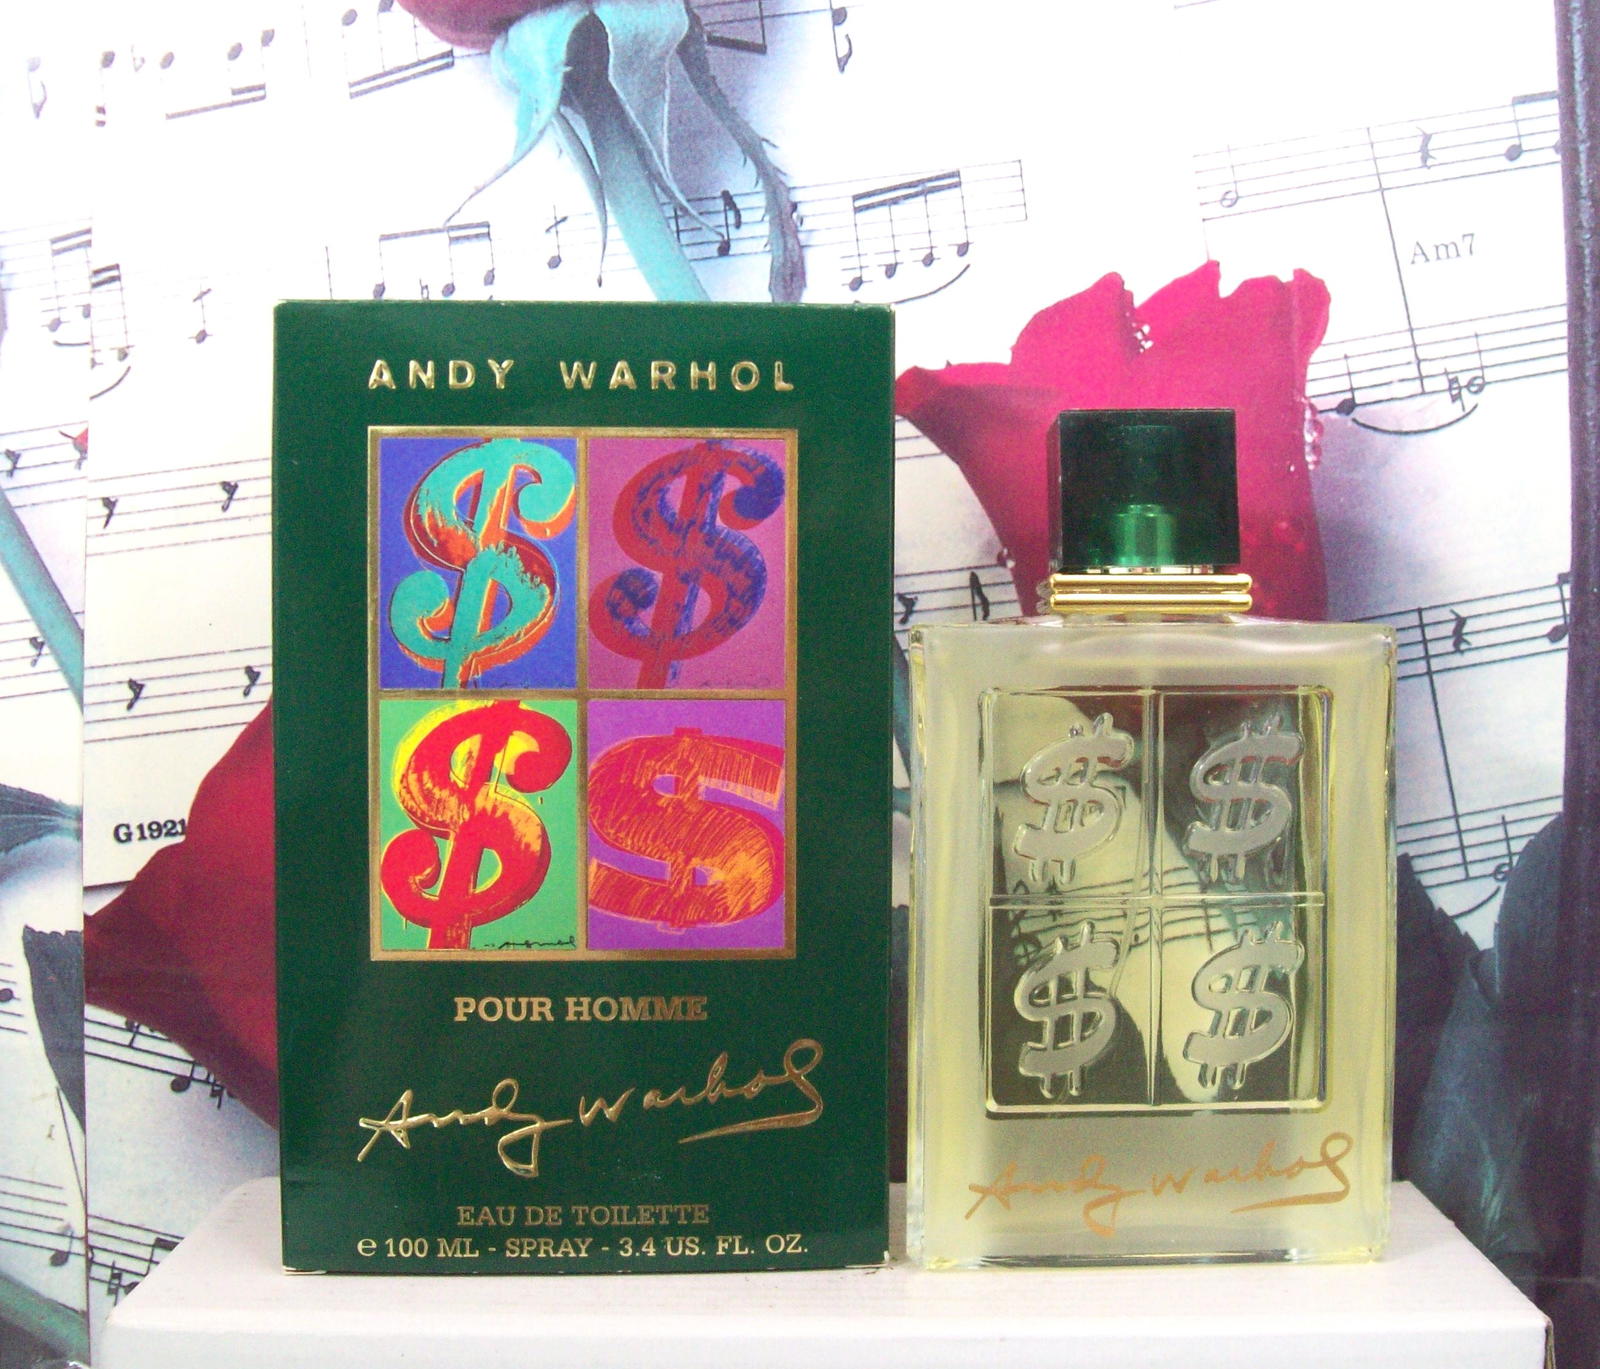 Am7
ANDY WARHOL
G1921
POUR HOMME
Andy Warhol
EAU DE TOILETTE
e 100 ML - SPRAY - 3.4 US. FL. OZ.
Andy Warhol